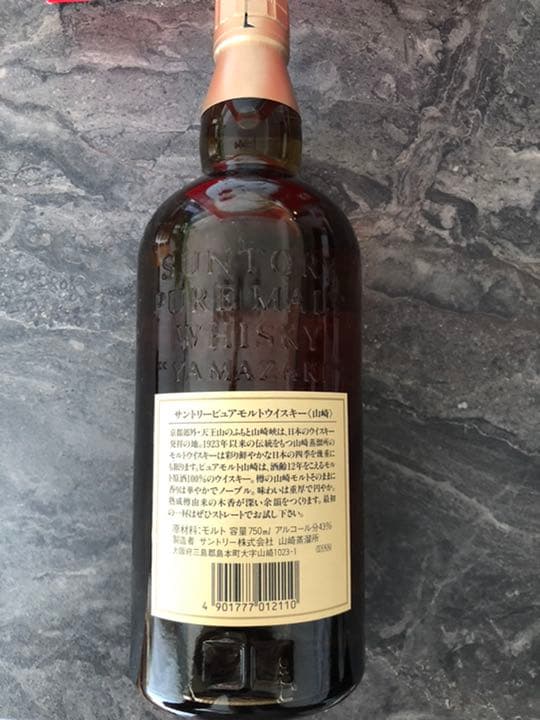 SUNTORY
PURE MALT
WHISKY
"YAMAZAKI
サントリーピュアモルトウイスキー〈山崎〉
京都郊外・天王山のふもと山崎峡は、日本のウイスキー
発祥の地。1923年以来の伝統をもつ山崎蒸溜所の
モルトウイスキーは彩り鮮やかな日本の四季を幾重に
も眠ります。ピュアモルト山崎は、酒齢12年をこえるモル
ト原酒100%のウイスキー。樽の山崎モルトそのままに
香りは華やかでノーブル。味わいは重厚で円やか。
熟成樽由来の木香が深い余韻をつくります。最初
の一杯はぜひストレートでお試し下さい。
原材料:モルト 容量750ml アルコール分43%
製造者 サントリー株式会社 山崎蒸溜所
大阪府三島郡島本町大字山崎1023-1
4 901777 012110